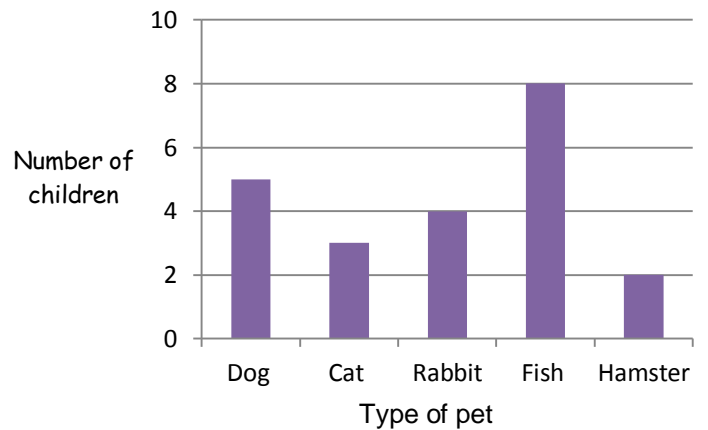 10
8
6
4
2
0
Number of
children
Dog Cat Rabbit Fish Hamster
Type of pet